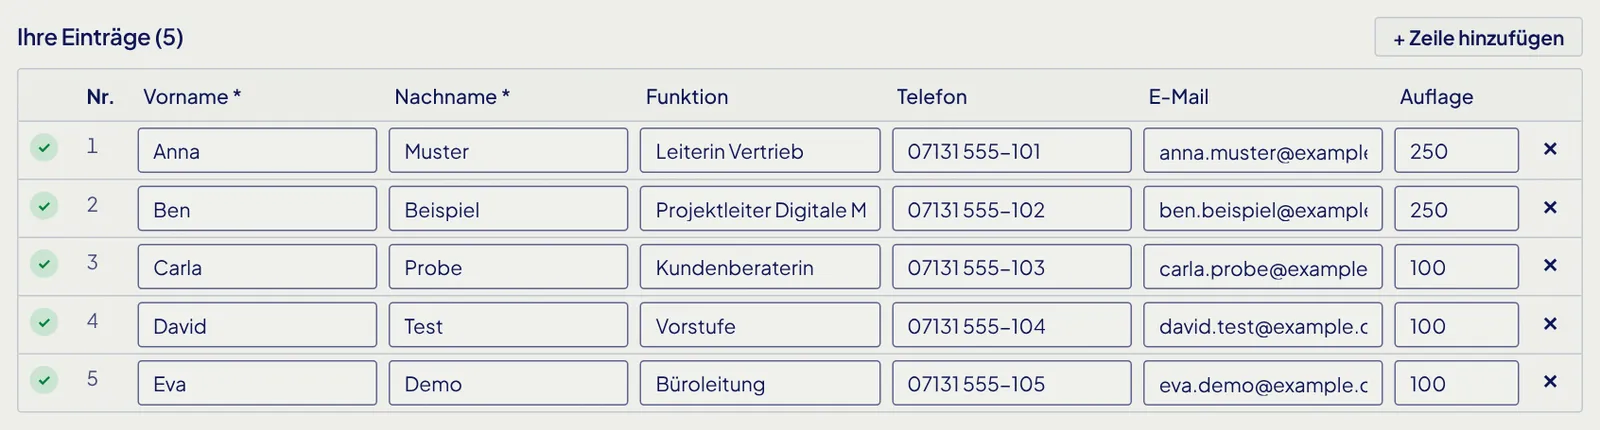 Ihre Einträge (5)
+ Zeile hinzufügen
Nr. Vorname * Nachname * Funktion Telefon E-Mail Auflage
1 Anna Muster Leiterin Vertrieb 07131 555-101 anna.muster@example 250 ×
2 Ben Beispiel Projektleiter Digitale M 07131 555-102 ben.beispiel@example 250 ×
3 Carla Probe Kundenberaterin 07131 555-103 carla.probe@example 100 ×
4 David Test Vorstufe 07131 555-104 david.test@example.c 100 ×
5 Eva Demo Büroleitung 07131 555-105 eva.demo@example.c 100 ×